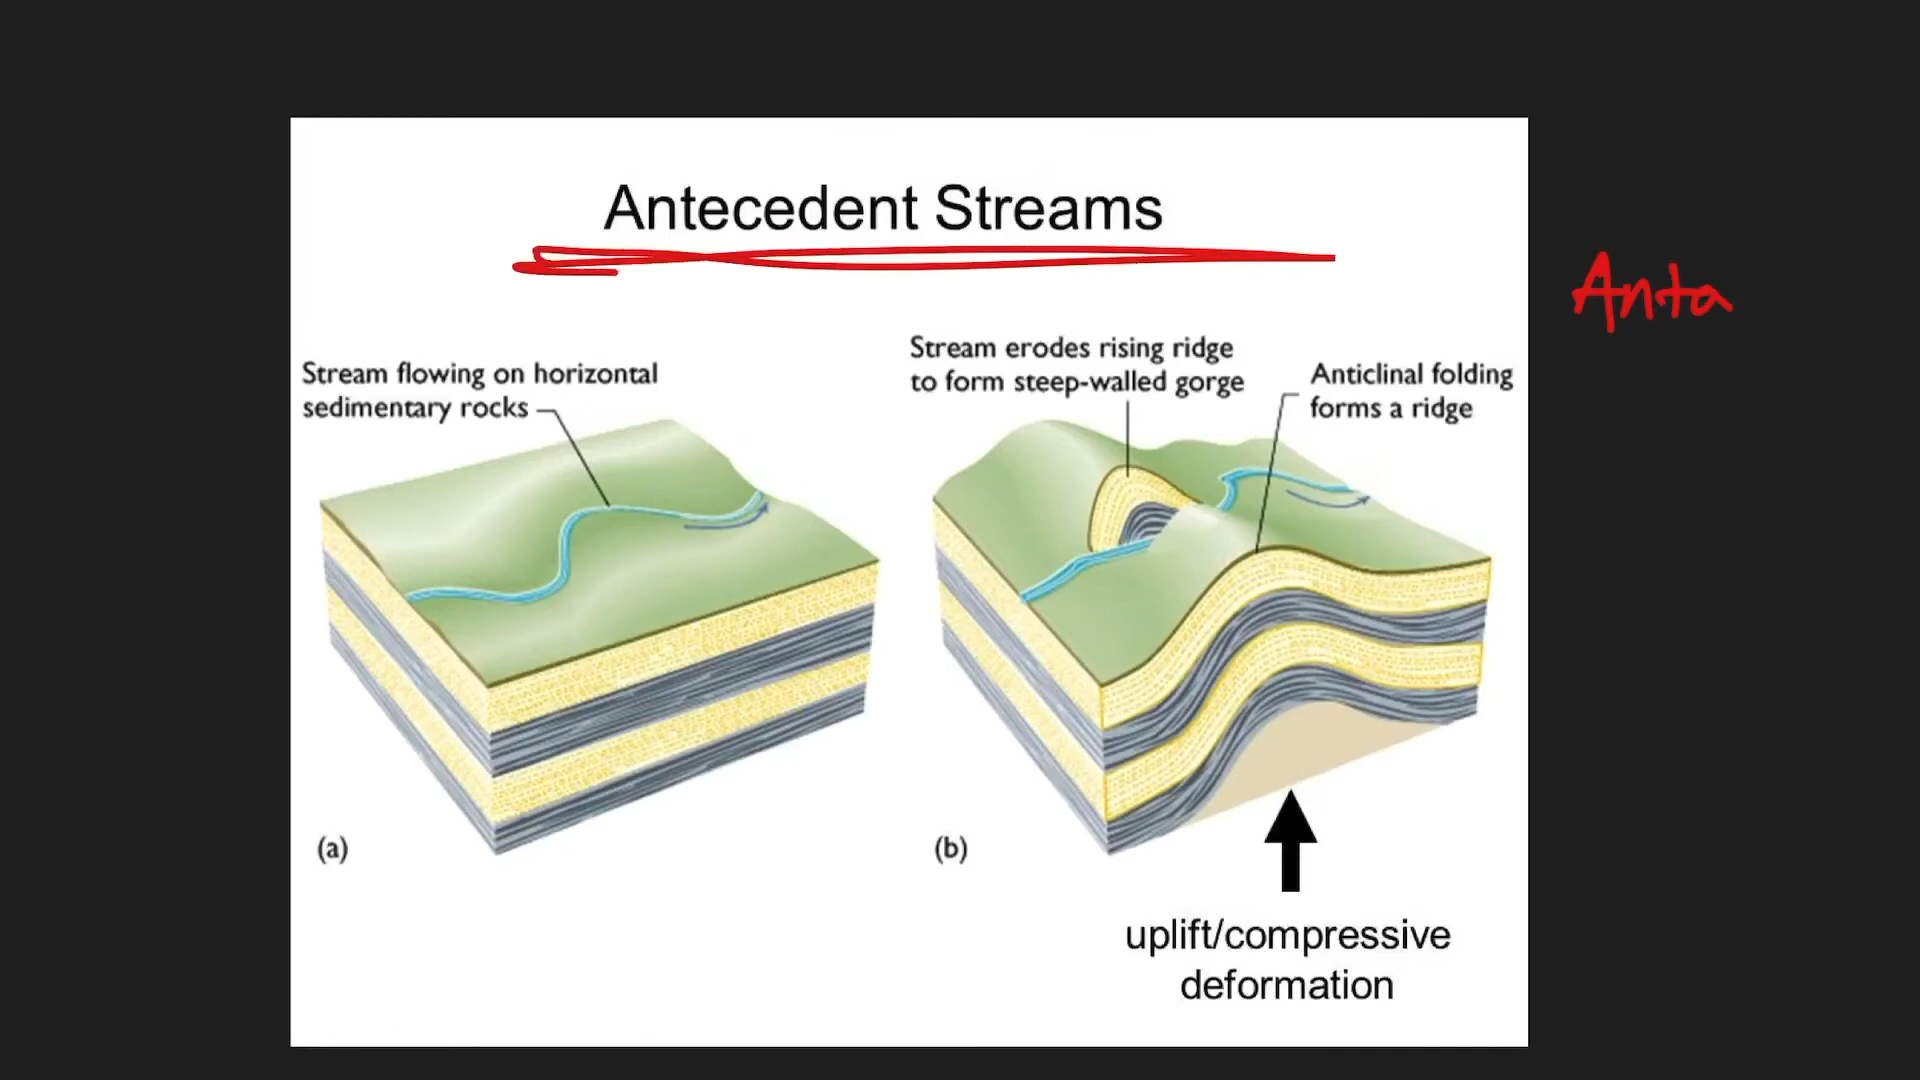 Antecedent Streams
Anta
Stream flowing on horizontal
sedimentary rocks
Stream erodes rising ridge
to form steep-walled gorge
Anticlinal folding
forms a ridge
(a)
(b)
uplift/compressive
deformation